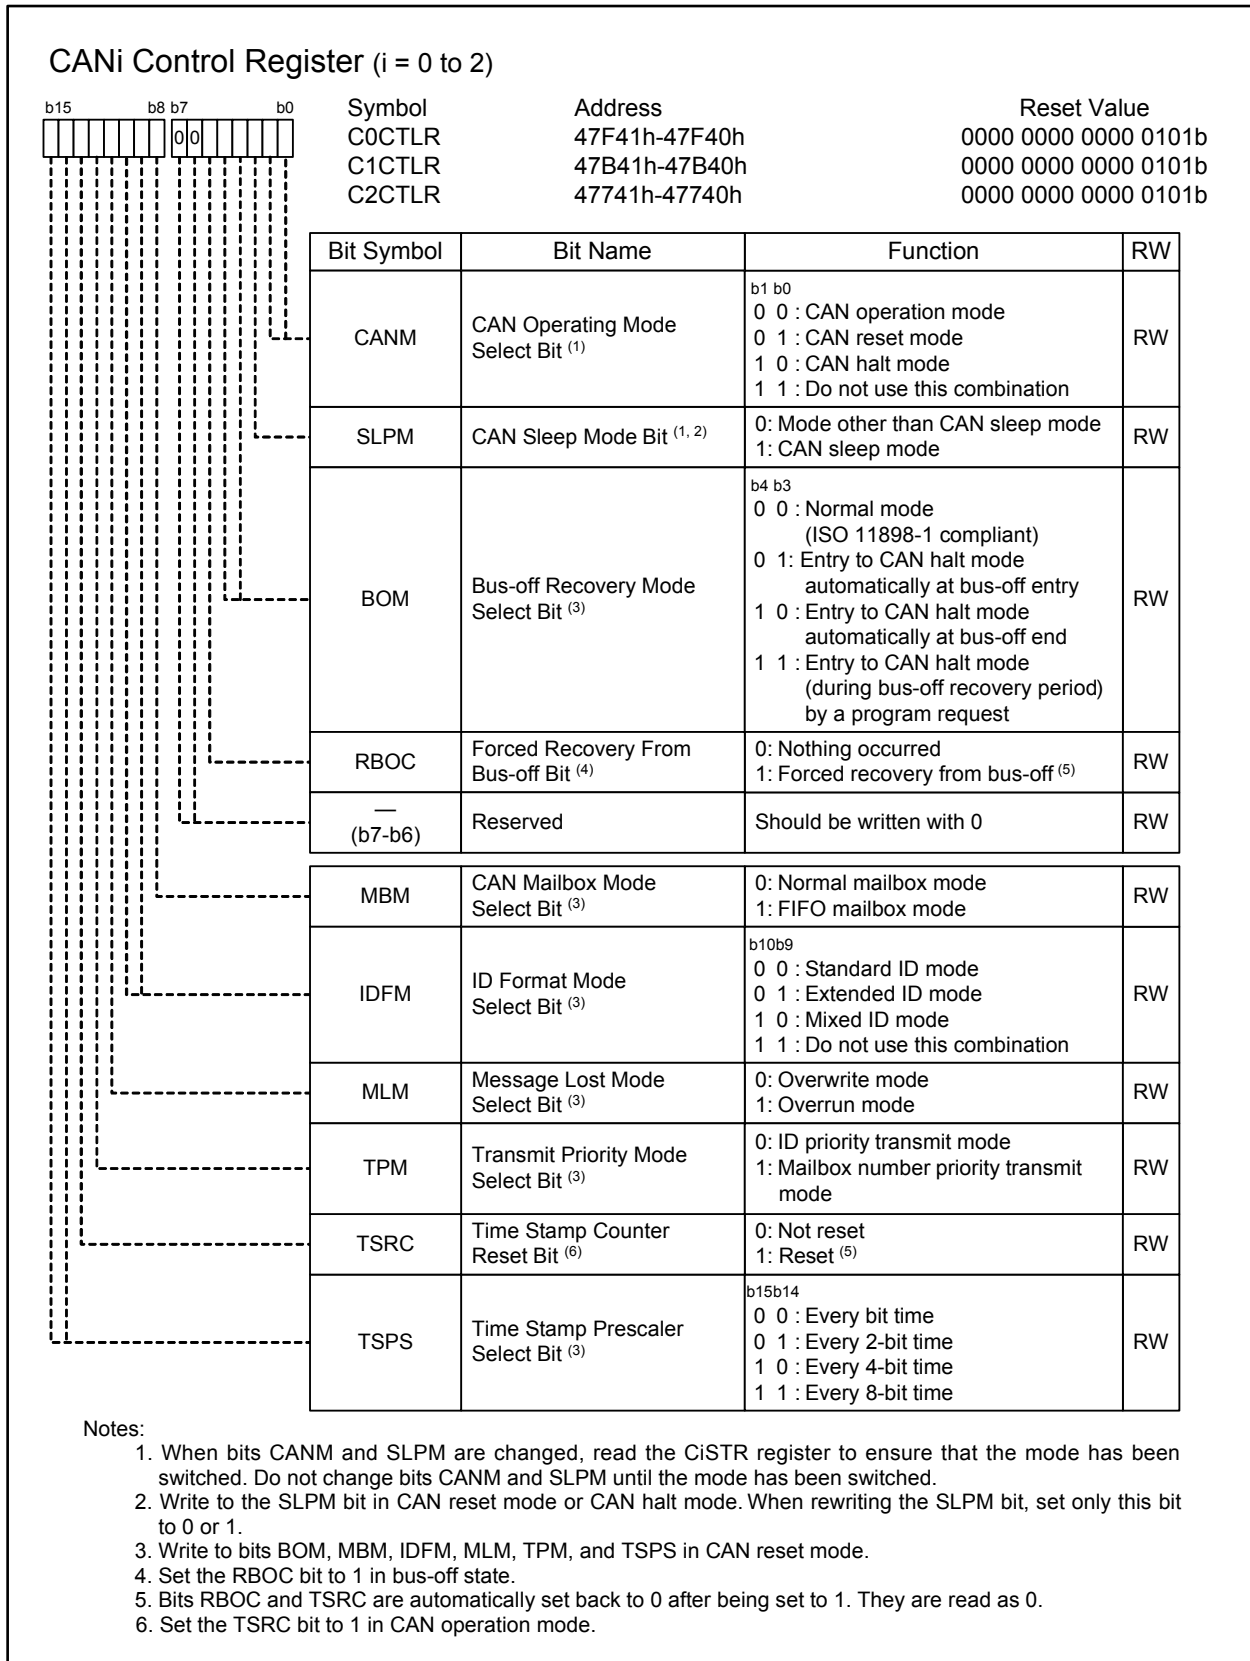 CANi Control Register (i = 0 to 2)
b15 b8 b7 b0
0 0
Symbol Address Reset Value
C0CTLR 47F41h-47F40h 0000 0000 0000 0101b
C1CTLR 47B41h-47B40h 0000 0000 0000 0101b
C2CTLR 47741h-47740h 0000 0000 0000 0101b
Bit Symbol Bit Name Function RW
CANM
CAN Operating Mode
Select Bit (1)
b1 b0
0 0 : CAN operation mode
0 1 : CAN reset mode
1 0 : CAN halt mode
1 1 : Do not use this combination
RW
SLPM
CAN Sleep Mode Bit (1, 2)
0: Mode other than CAN sleep mode
1: CAN sleep mode
RW
BOM
Bus-off Recovery Mode
Select Bit (3)
b4 b3
0 0 : Normal mode
(ISO 11898-1 compliant)
0 1: Entry to CAN halt mode
automatically at bus-off entry
1 0 : Entry to CAN halt mode
automatically at bus-off end
1 1 : Entry to CAN halt mode
(during bus-off recovery period)
by a program request
RW
RBOC
Forced Recovery From
Bus-off Bit (4)
0: Nothing occurred
1: Forced recovery from bus-off (5)
RW
—
(b7-b6)
Reserved
Should be written with 0
RW
MBM
CAN Mailbox Mode
Select Bit (3)
0: Normal mailbox mode
1: FIFO mailbox mode
RW
IDFM
ID Format Mode
Select Bit (3)
b10b9
0 0 : Standard ID mode
0 1 : Extended ID mode
1 0 : Mixed ID mode
1 1 : Do not use this combination
RW
MLM
Message Lost Mode
Select Bit (3)
0: Overwrite mode
1: Overrun mode
RW
TPM
Transmit Priority Mode
Select Bit (3)
0: ID priority transmit mode
1: Mailbox number priority transmit
mode
RW
TSRC
Time Stamp Counter
Reset Bit (6)
0: Not reset
1: Reset (5)
RW
TSPS
Time Stamp Prescaler
Select Bit (3)
b15b14
0 0 : Every bit time
0 1 : Every 2-bit time
1 0 : Every 4-bit time
1 1 : Every 8-bit time
RW
Notes:
1. When bits CANM and SLPM are changed, read the CiSTR register to ensure that the mode has been
switched. Do not change bits CANM and SLPM until the mode has been switched.
2. Write to the SLPM bit in CAN reset mode or CAN halt mode. When rewriting the SLPM bit, set only this bit
to 0 or 1.
3. Write to bits BOM, MBM, IDFM, MLM, TPM, and TSPS in CAN reset mode.
4. Set the RBOC bit to 1 in bus-off state.
5. Bits RBOC and TSRC are automatically set back to 0 after being set to 1. They are read as 0.
6. Set the TSRC bit to 1 in CAN operation mode.